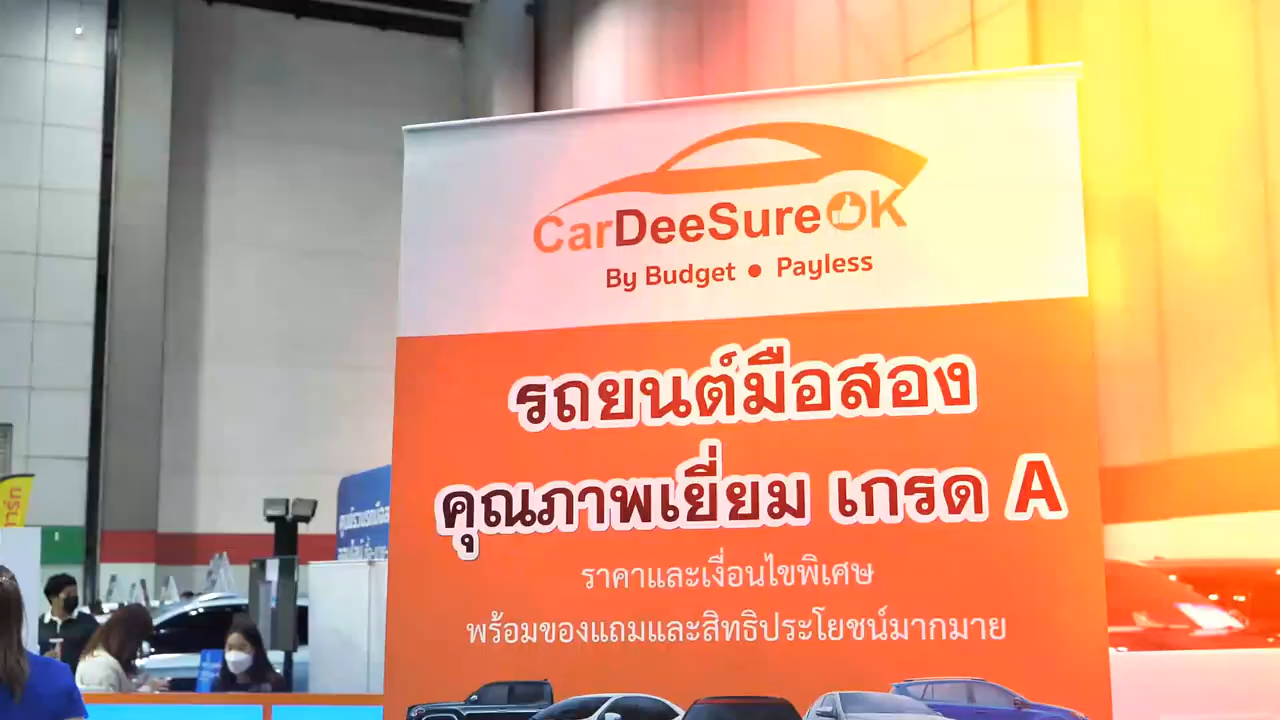 CarDeeSureOK
By Budget • Payless
รถยนต์มือสอง
คุณภาพเยี่ยม เกรด A
ราคาและเงื่อนไขพิเศษ
พร้อมของแถมและสิทธิประโยชน์มากมาย